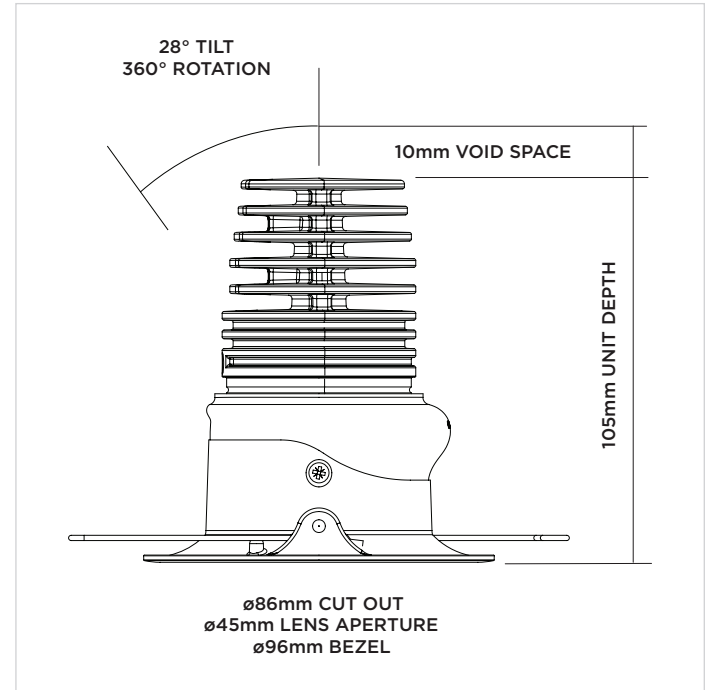 28° TILT
360° ROTATION
10mm VOID SPACE
105mm UNIT DEPTH
ø86mm CUT OUT
ø45mm LENS APERTURE
ø96mm BEZEL